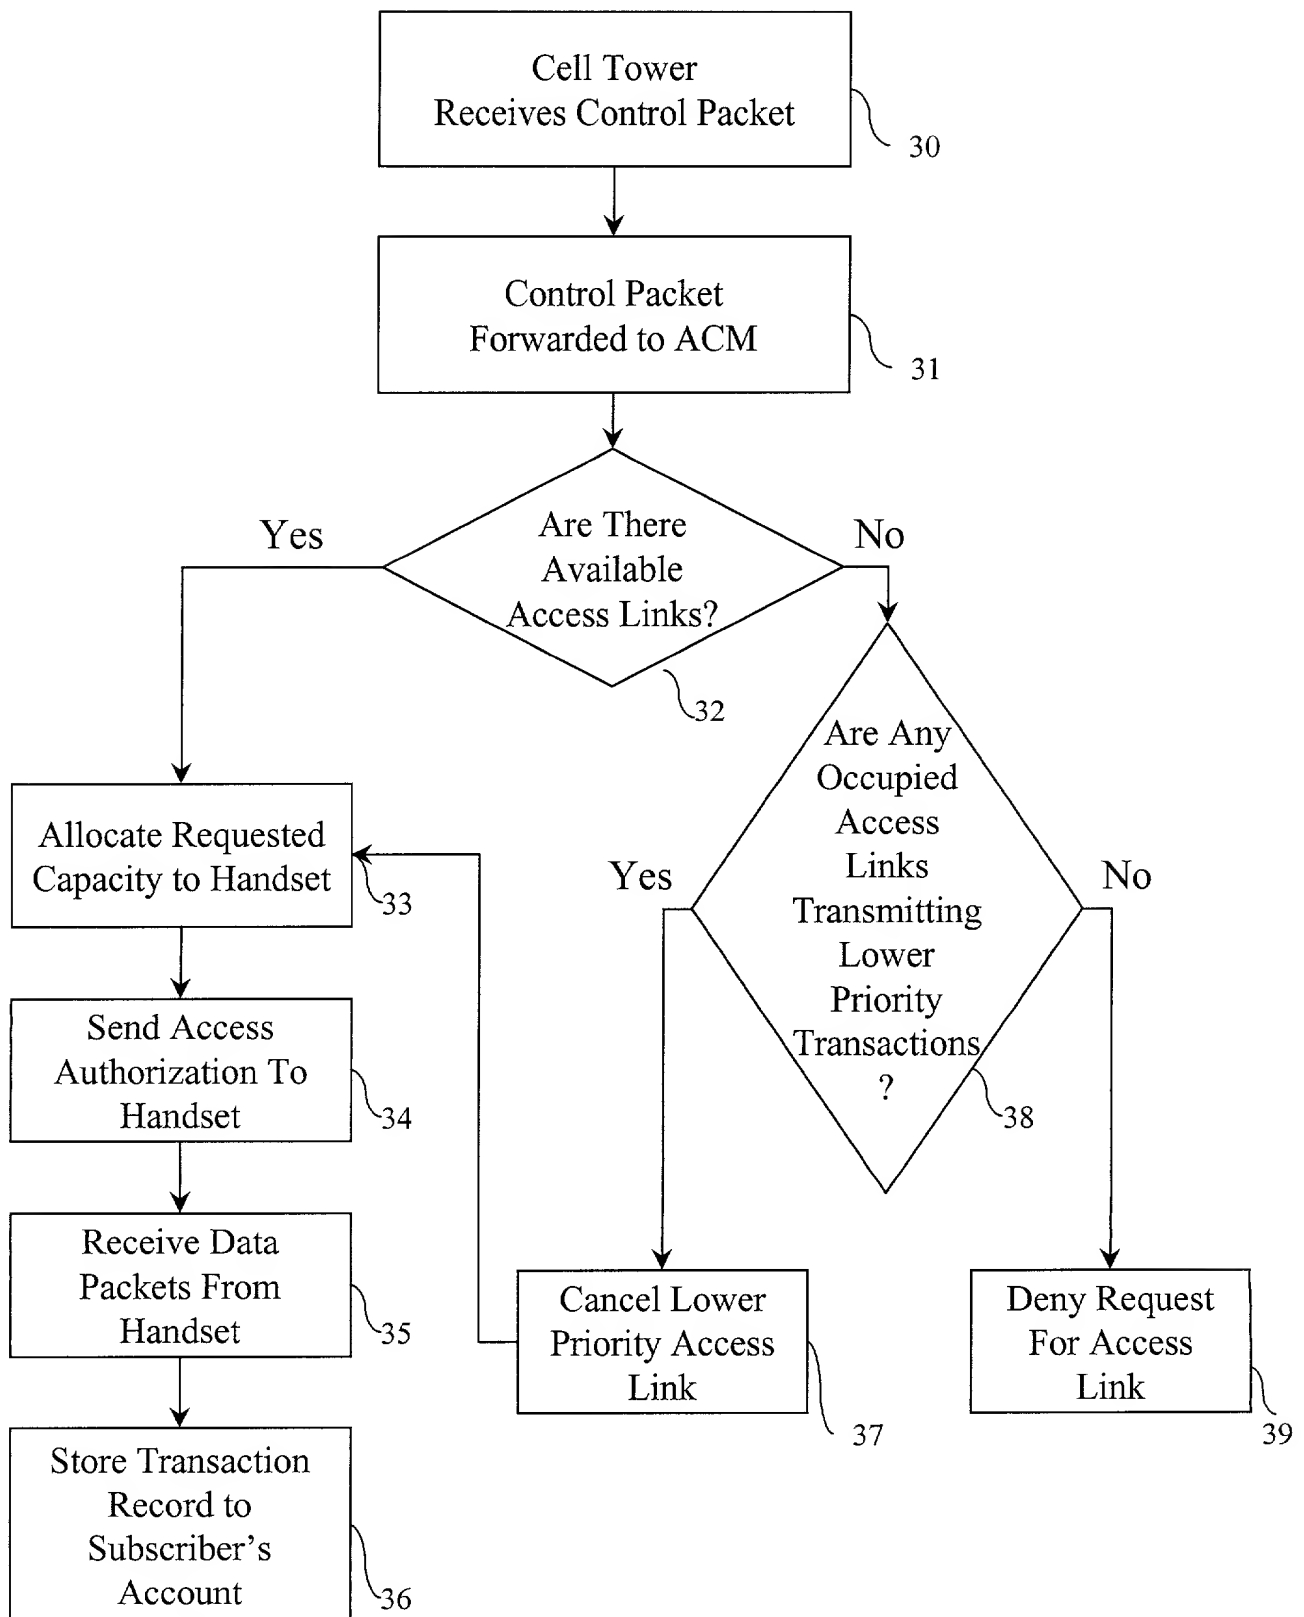 Cell Tower
Receives Control Packet
30
Control Packet
Forwarded to ACM
31
Are There
Available
Access Links?
Yes
No
32
Are Any
Occupied
Access
Links
Transmitting
Lower
Priority
Transactions
?
Yes
No
38
Allocate Requested
Capacity to Handset
33
Send Access
Authorization To
Handset
34
Receive Data
Packets From
Handset
35
Store Transaction
Record to
Subscriber’s
Account
36
Cancel Lower
Priority Access
Link
37
Deny Request
For Access
Link
39